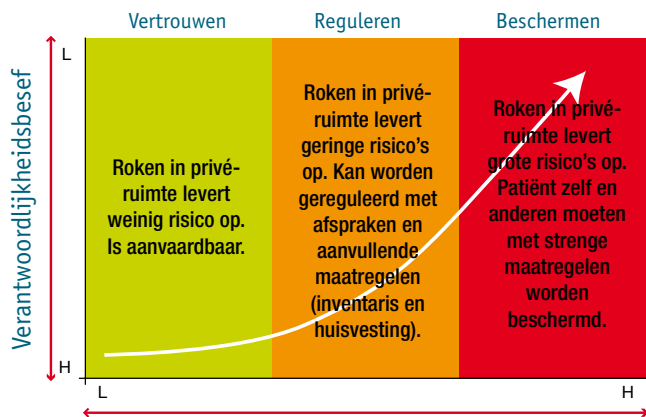 Vertrouwen
Reguleren
Beschermen
Verantwoordlijkheidsbesef
L
H
Roken in privé-
ruimte levert
weinig risico op.
Is aanvaardbaar.
Roken in privé-
ruimte levert
geringe risico's
op. Kan worden
gereguleerd met
afspraken en
aanvullende
maatregelen
(inventaris en
huisvesting).
Roken in privé-
ruimte levert
grote risico's op.
Patiënt zelf en
anderen moeten
met strenge
maatregelen
worden
beschermd.
L
H